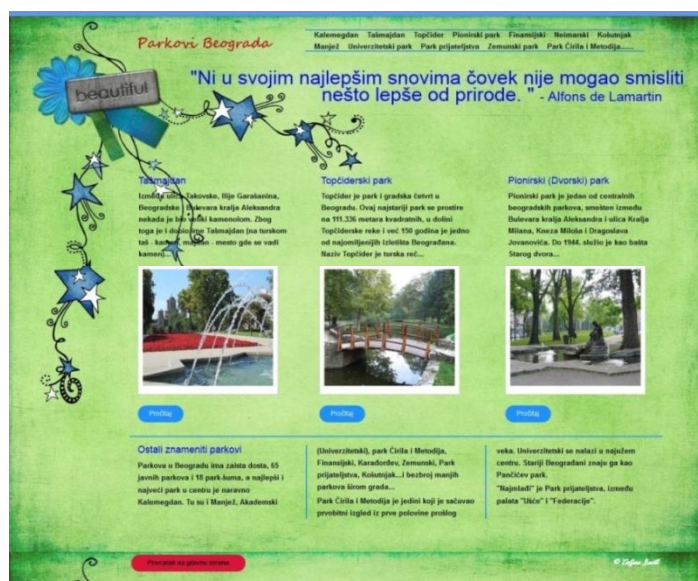 Parkovi Beograda
Kalemegdan Tašmajdan Topčider Pionirski park Finansijski Neimarski Košutnjak
Manjež Univerzitetski park Park prijateljstva Zemunski park Park Ćirila i Metodija.....
beautiful
"Ni u svojim najlepšim snovima čovek nije mogao smisliti
nešto lepše od prirode. " - Alfons de Lamartin
Tašmajdan
Između ulica Takovske, Ilije Garašanina,
Beogradske i Bulevara kralja Aleksandra
nekada je bio veliki kamenolom. Zbog
toga je i dobio ime Tašmajdan (na turskom
taš - kamen, majdan - mesto gde se vadi
kamen)...
Pročitaj
Topčiderski park
Topčider je park i gradska četvrt u
Beogradu. Ovaj najstariji park se prostire
na 111.336 metara kvadratnih, u dolini
Topčiderske reke i već 150 godina je jedno
od najomiljenijih izletišta Beograđana.
Naziv Topčider je turska reč...
Pročitaj
Pionirski (Dvorski) park
Pionirski park je jedan od centralnih
beogradskih parkova, smešten između
Bulevara kralja Aleksandra i ulica Kralja
Milana, Kneza Miloša i Dragoslava
Jovanovića. Do 1944. služio je kao bašta
Starog dvora...
Pročitaj
Ostali znameniti parkovi
Parkova u Beogradu ima zaista dosta, 65
javnih parkova i 18 park-šuma, a najlepši i
najveći park u centru je naravno
Kalemegdan. Tu su i Manjež, Akademski
(Univerzitetski), park Ćirila i Metodija,
Finansijski, Karađorđev, Zemunski, Park
prijateljstva, Košutnjak...i bezbroj manjih
parkova širom grada...
Park Ćirila i Metodija je jedini koji je sačuvao
prvobitni izgled iz prve polovine prošlog
veka. Univerzitetski se nalazi u najužem
centru. Stariji Beograđani znaju ga kao
Pančićev park.
"Najmlađi" je Park prijateljstva, između
palata "Ušće" i "Federacije".
Povratak na glavnu stranu